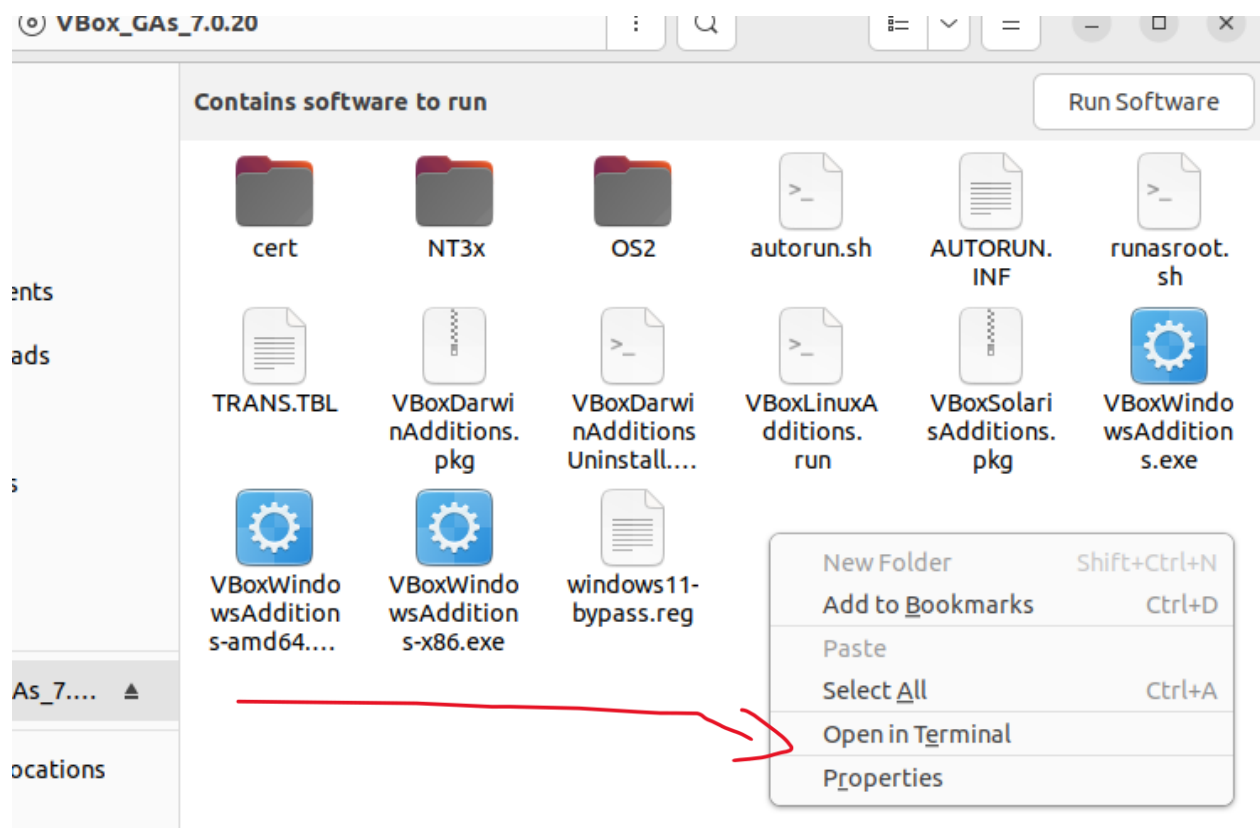 VBox_GAs_7.0.20
Contains software to run
Run Software
cert
NT3x
OS2
autorun.sh
AUTORUN.
INF
runasroot.
sh
ents
ads
s
TRANS.TBL
VBoxDarwi
nAdditions.
pkg
VBoxDarwi
nAdditions
Uninstall....
VBoxLinuxA
dditions.
run
VBoxSolari
sAdditions.
pkg
VBoxWindo
wsAddition
s.exe
VBoxWindo
wsAddition
s-amd64....
VBoxWindo
wsAddition
s-x86.exe
windows11-
bypass.reg
New Folder Shift+Ctrl+N
Add to Bookmarks Ctrl+D
Paste
Select All Ctrl+A
Open in Terminal
Properties
As_7....
ocations